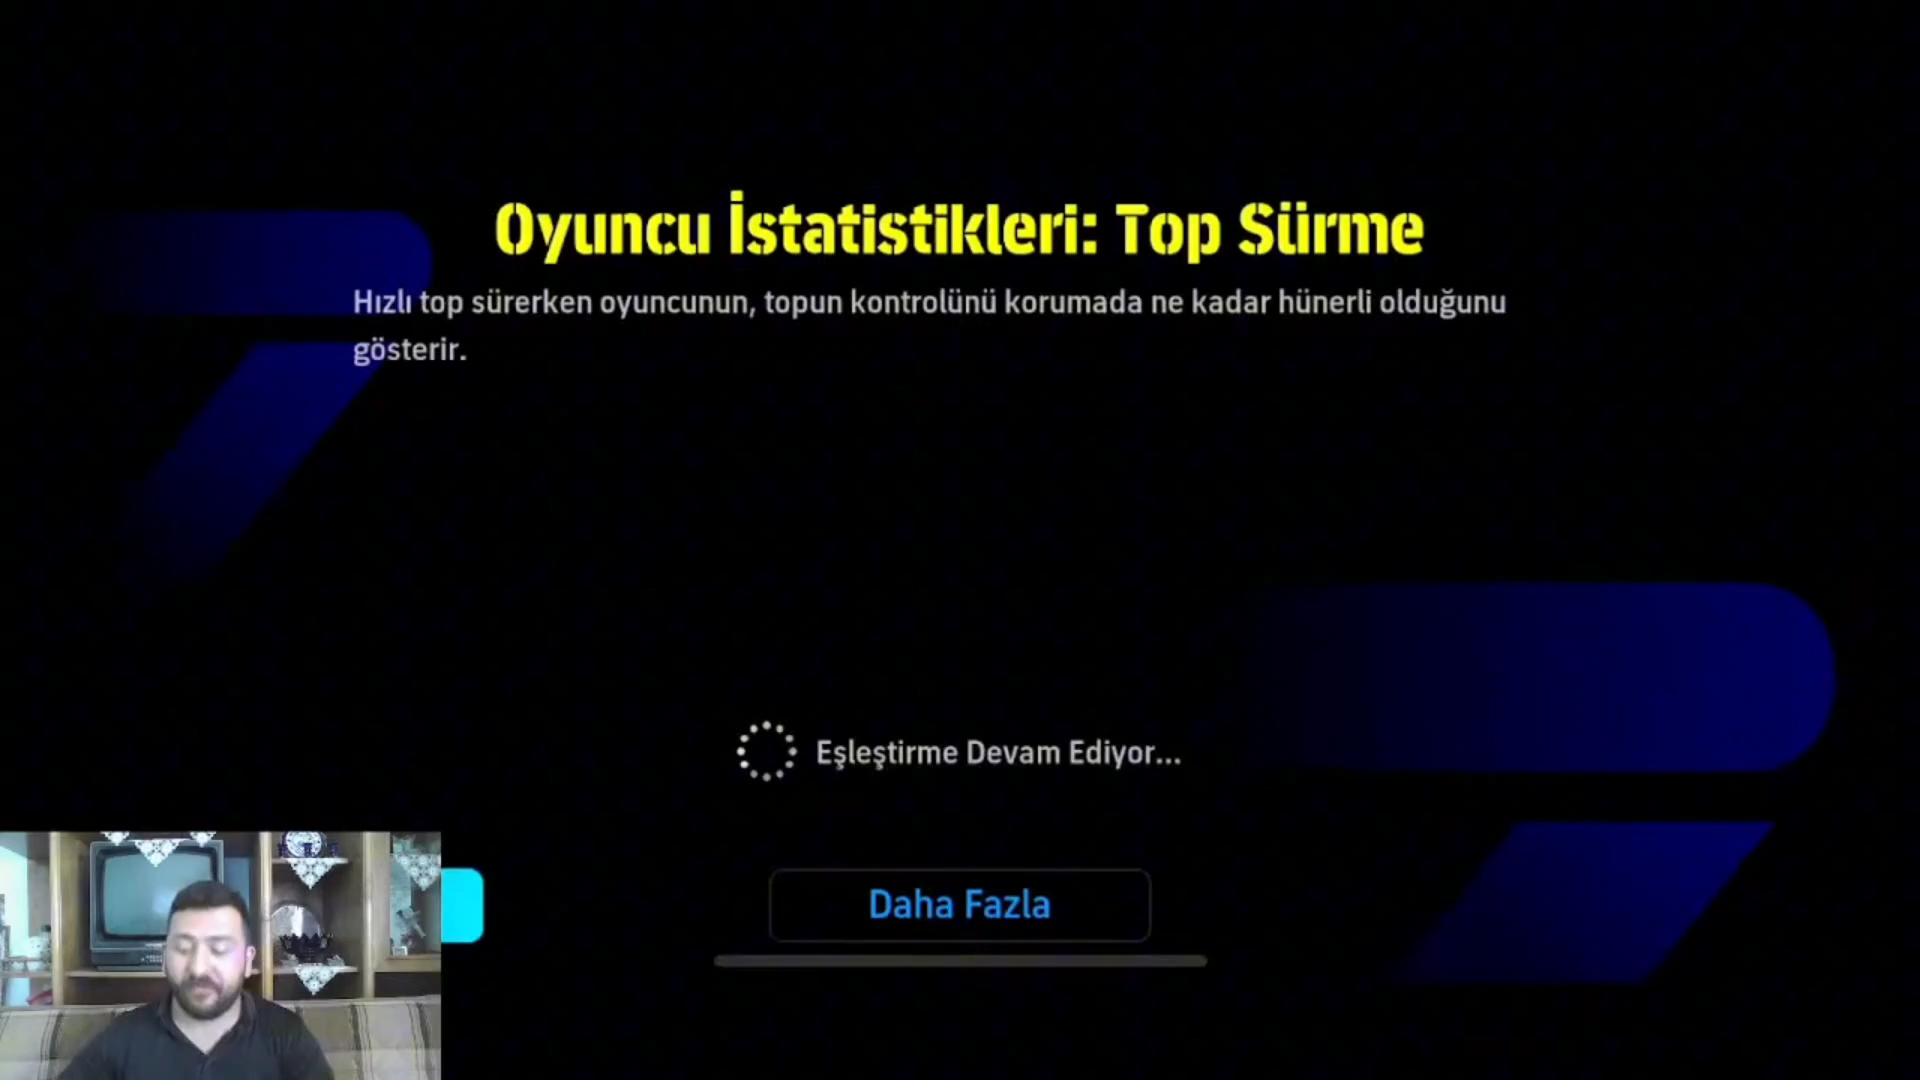 Oyuncu İstatistikleri: Top Sürme
Hızlı top sürerken oyuncunun, topun kontrolünü korumada ne kadar hünerli olduğunu
gösterir.
Eşleştirme Devam Ediyor...
Daha Fazla